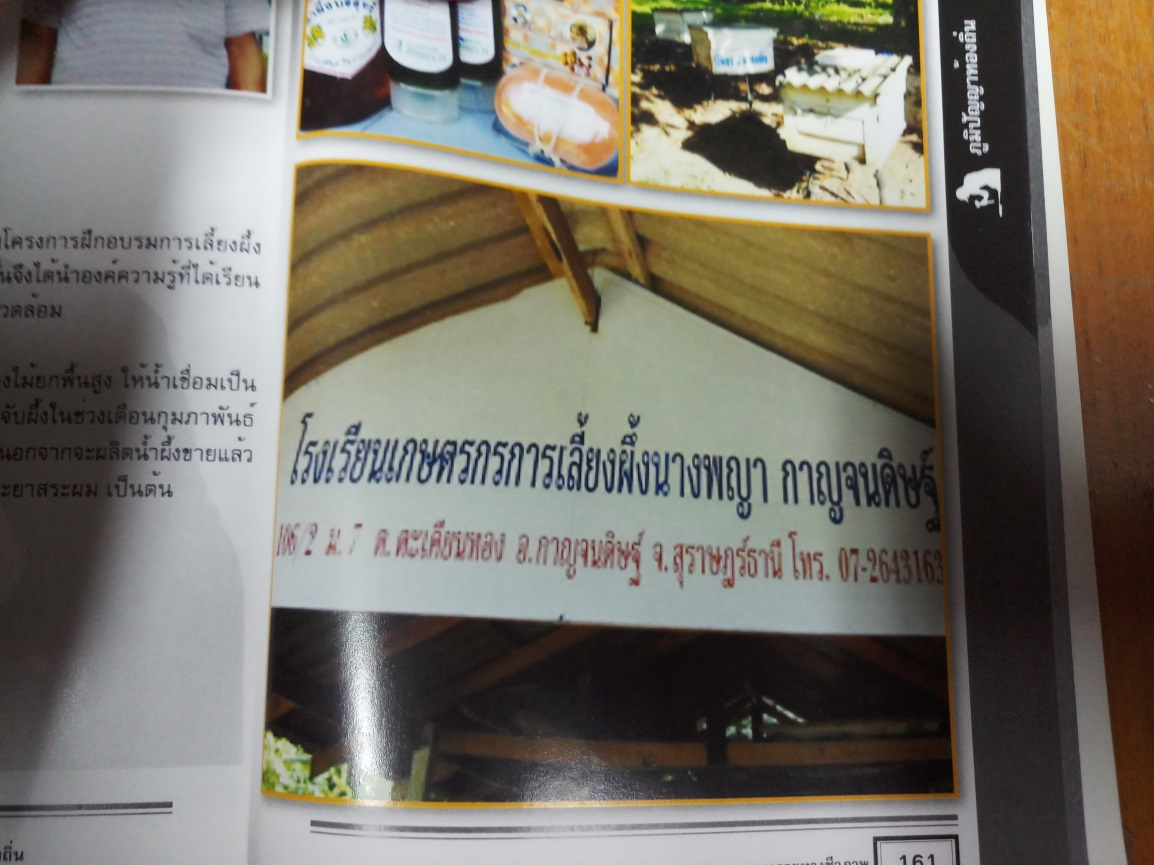 โครงการฝึกอบรมการเลี้ยงผึ้ง
จึงได้นำองค์ความรู้ที่ได้เรียน
วดล้อม
งไม้ยกพื้นสูง ให้น้ำเชื่อมเป็น
จับผึ้งในช่วงเดือนกุมภาพันธ์
นอกจากจะผลิตน้ำผึ้งขายแล้ว
ะยาสระผม เป็นต้น
ภูมิปัญญาท้องถิ่น
โรงเรียนเกษตรกรการเลี้ยงผึ้งนางพญา กาญจนดิษฐ์
186/2 ม. 7 ต.ตะเคียนทอง อ.กาญจนดิษฐ์ จ.สุราษฎร์ธานี โทร. 07-2643163
161